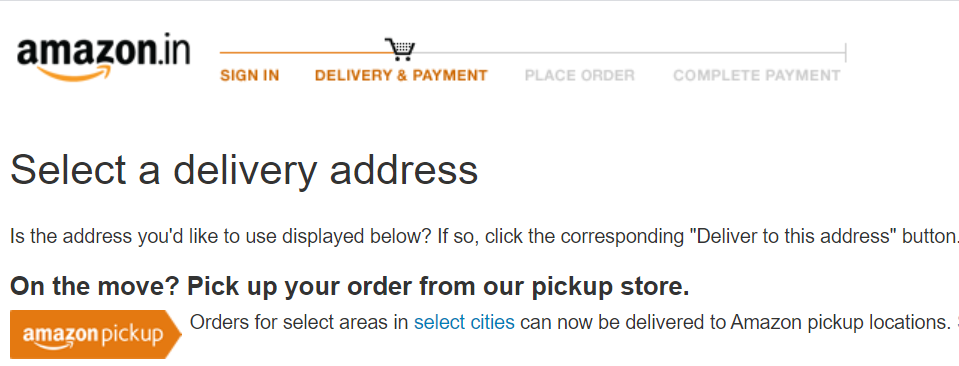 amazon.in
SIGN IN DELIVERY & PAYMENT PLACE ORDER COMPLETE PAYMENT
Select a delivery address
Is the address you'd like to use displayed below? If so, click the corresponding "Deliver to this address" button.
On the move? Pick up your order from our pickup store.
amazonpickup Orders for select areas in select cities can now be delivered to Amazon pickup locations.